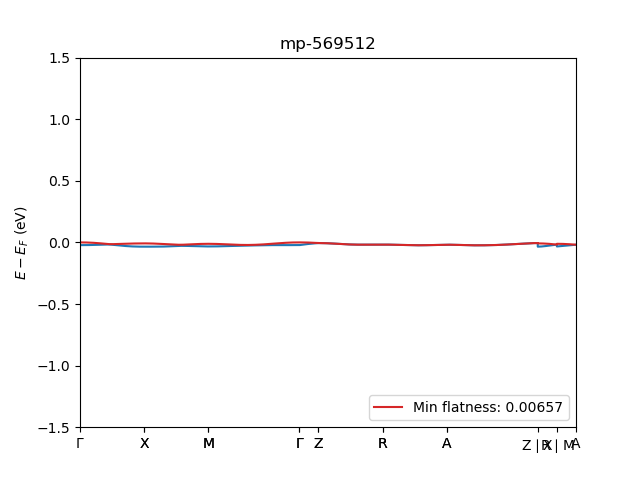 mp-569512
E − E_F (eV)
1.5
1.0
0.5
0.0
−0.5
−1.0
−1.5
Min flatness: 0.00657
Γ X M Γ Z R A Z | X R | M A